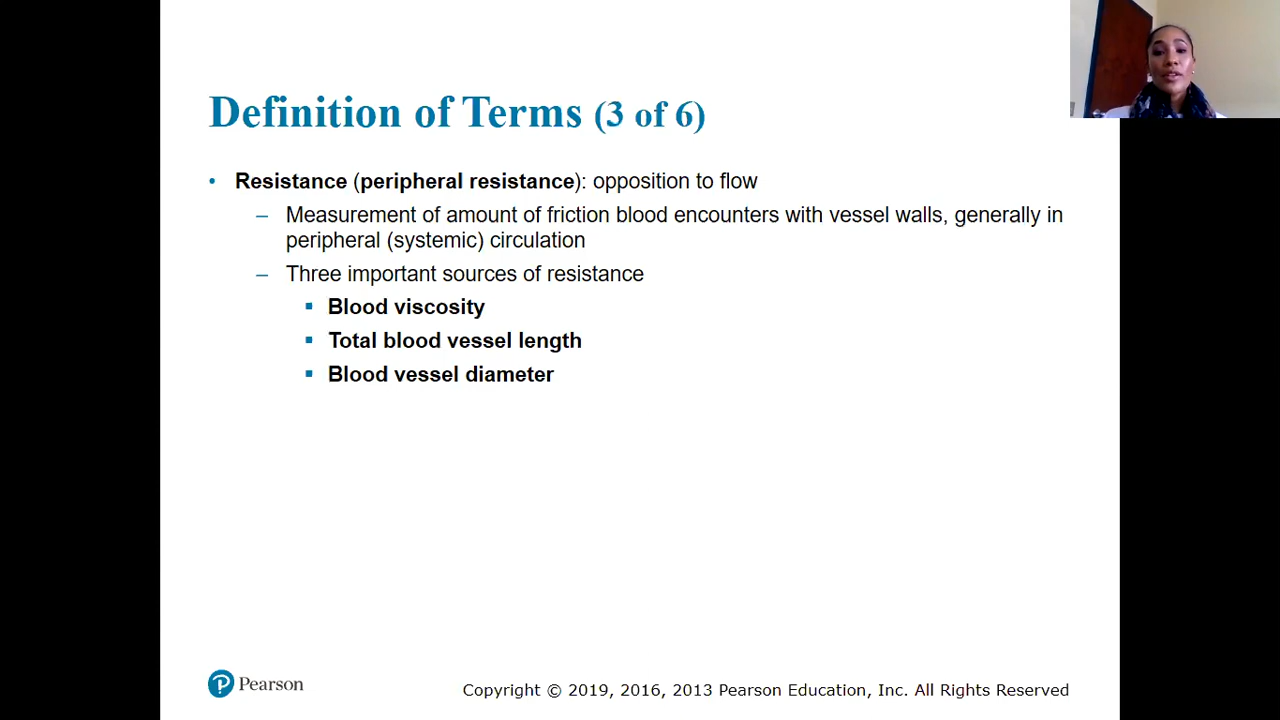 Definition of Terms (3 of 6)
• Resistance (peripheral resistance): opposition to flow
– Measurement of amount of friction blood encounters with vessel walls, generally in
peripheral (systemic) circulation
– Three important sources of resistance
▪ Blood viscosity
▪ Total blood vessel length
▪ Blood vessel diameter
P Pearson
Copyright © 2019, 2016, 2013 Pearson Education, Inc. All Rights Reserved